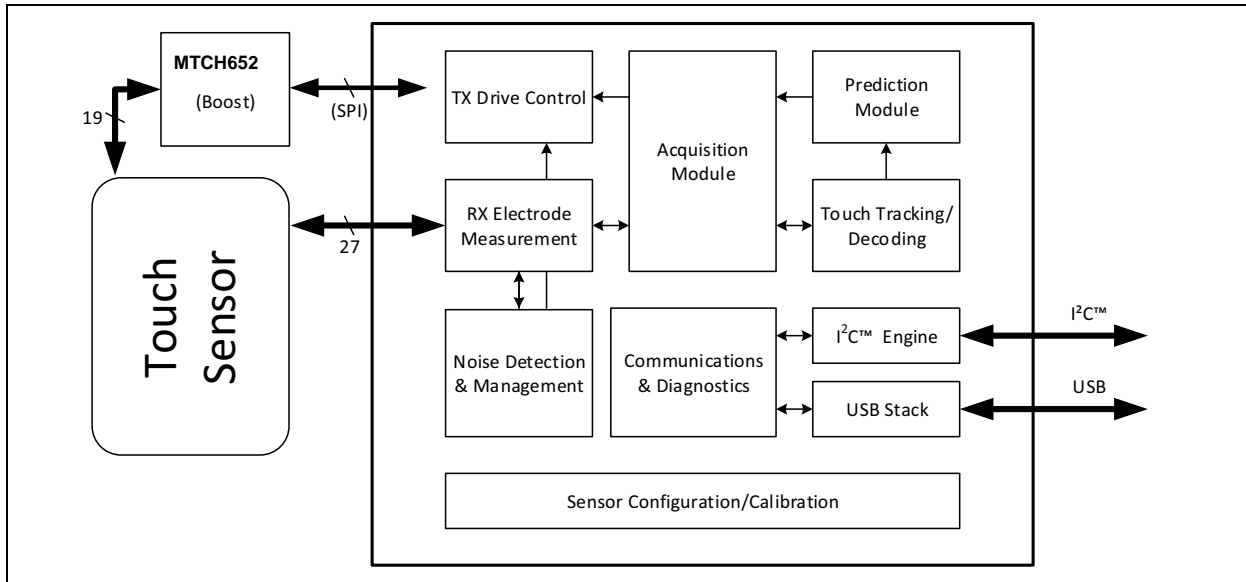 MTCH652
(Boost)
19
(SPI)
27
Touch
Sensor
TX Drive Control
Acquisition
Module
Prediction
Module
RX Electrode
Measurement
Touch Tracking/
Decoding
Noise Detection
& Management
Communications
& Diagnostics
I²C™ Engine
I²C™
USB Stack
USB
Sensor Configuration/Calibration